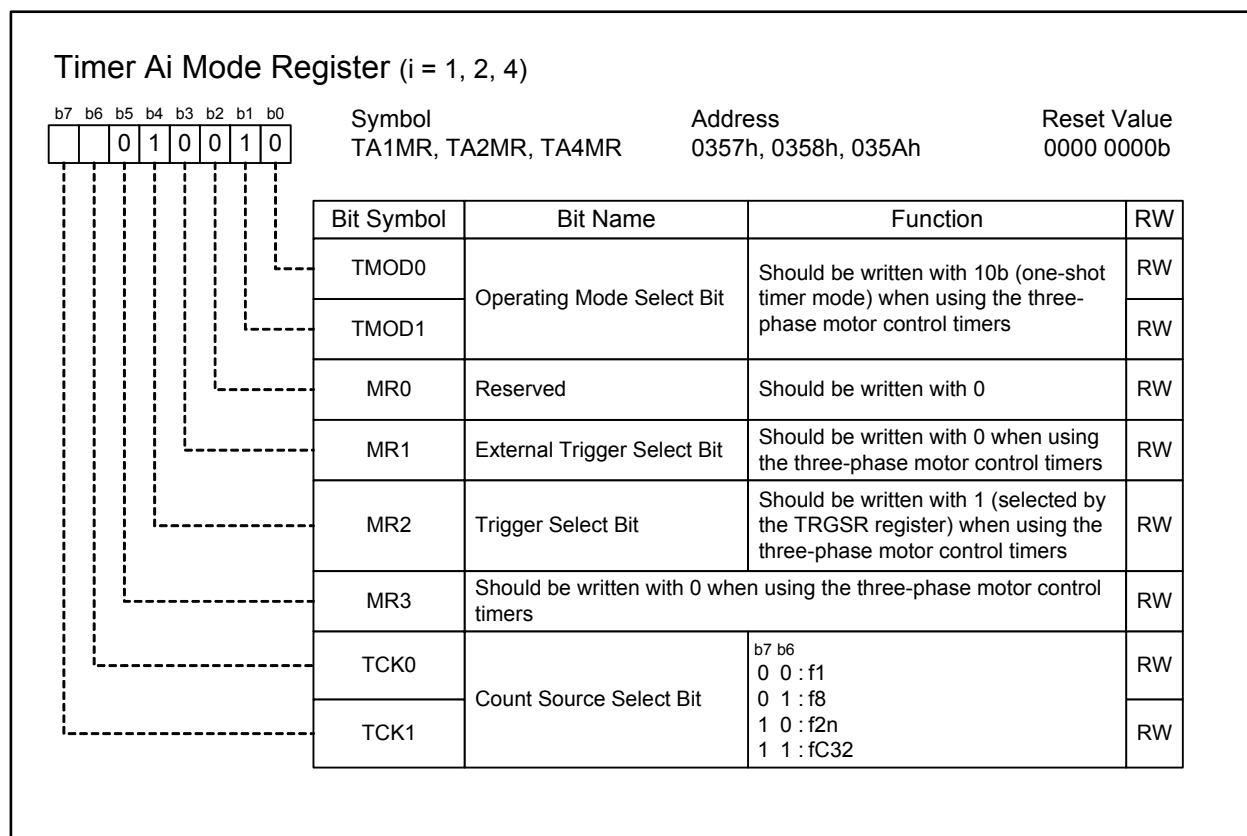 Timer Ai Mode Register (i = 1, 2, 4)
b7 b6 b5 b4 b3 b2 b1 b0
0 1 0 0 1 0
Symbol Address Reset Value
TA1MR, TA2MR, TA4MR 0357h, 0358h, 035Ah 0000 0000b
Bit Symbol Bit Name Function RW
TMOD0 RW
Operating Mode Select Bit
Should be written with 10b (one-shot
timer mode) when using the three-
phase motor control timers
TMOD1 RW
MR0 Reserved Should be written with 0 RW
MR1 External Trigger Select Bit
Should be written with 0 when using
the three-phase motor control timers
RW
MR2 Trigger Select Bit
Should be written with 1 (selected by
the TRGSR register) when using the
three-phase motor control timers
RW
MR3
Should be written with 0 when using the three-phase motor control
timers
RW
TCK0 RW
Count Source Select Bit
b7 b6
0 0 : f1
0 1 : f8
1 0 : f2n
1 1 : fC32
TCK1 RW